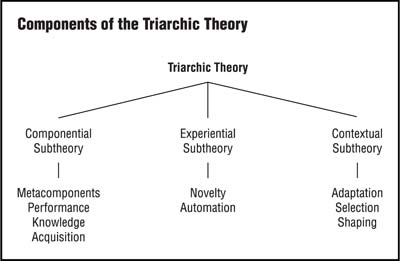 Components of the Triarchic Theory
Triarchic Theory
Componential
Subtheory
Experiential
Subtheory
Contextual
Subtheory
Metacomponents
Performance
Knowledge
Acquisition
Novelty
Automation
Adaptation
Selection
Shaping